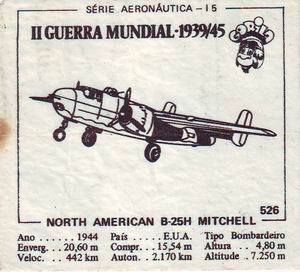 SÉRIE AERONÁUTICA - 15
II GUERRA MUNDIAL-1939/45
526
NORTH AMERICAN B-25H MITCHELL
Ano ...... 1944 País ..... E.U.A. Tipo Bombardeiro
Enverg. .. 20,60 m Compr. .. 15,54 m Altura .. 4,80 m
Veloc. .. 442 km Auton. . 2.170 km Altitude . 7.250 m